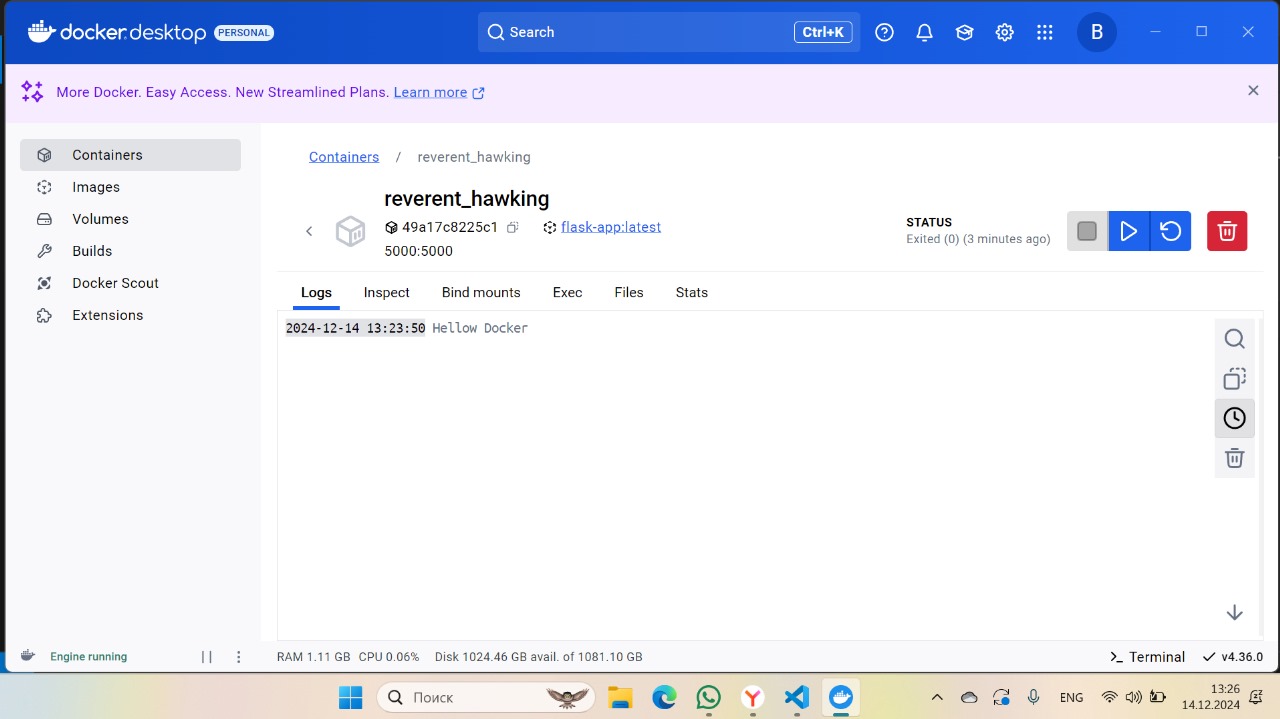 docker.desktop PERSONAL
Search
Ctrl+K
B
More Docker. Easy Access. New Streamlined Plans. Learn more
Containers
Images
Volumes
Builds
Docker Scout
Extensions
Containers / reverent_hawking
reverent_hawking
49a17c8225c1
flask-app:latest
5000:5000
STATUS
Exited (0) (3 minutes ago)
Logs
Inspect
Bind mounts
Exec
Files
Stats
2024-12-14 13:23:50 Hellow Docker
Engine running
RAM 1.11 GB CPU 0.06% Disk 1024.46 GB avail. of 1081.10 GB
Terminal
v4.36.0
Поиск
ENG
13:26
14.12.2024